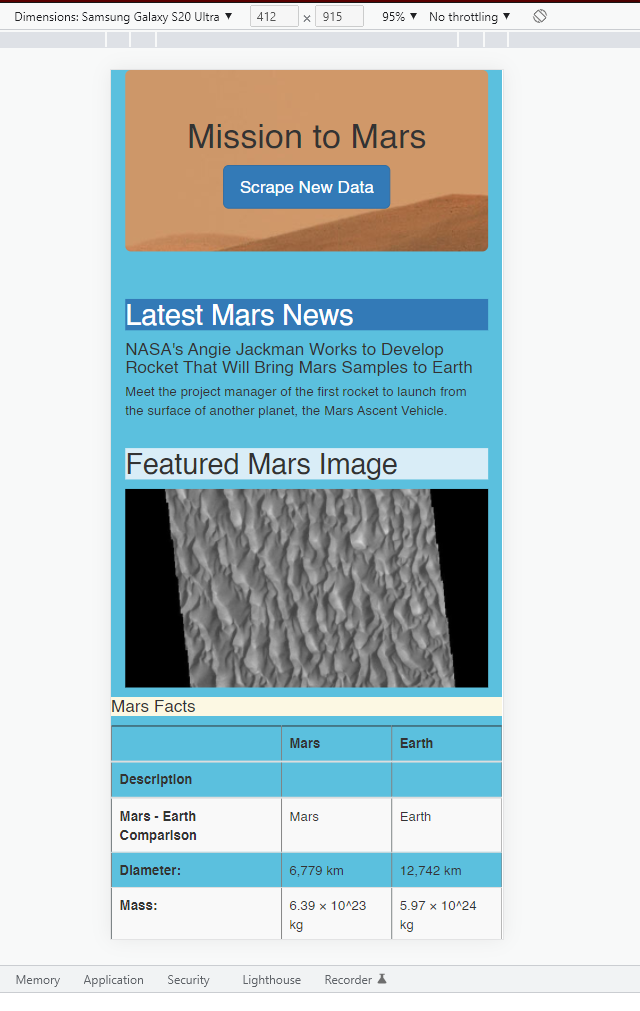 Dimensions: Samsung Galaxy S20 Ultra ▼ 412 × 915 95% ▼ No throttling ▼
Mission to Mars
Scrape New Data
Latest Mars News
NASA's Angie Jackman Works to Develop
Rocket That Will Bring Mars Samples to Earth
Meet the project manager of the first rocket to launch from
the surface of another planet, the Mars Ascent Vehicle.
Featured Mars Image
Mars Facts
Mars Earth
Description
Mars - Earth Mars Earth
Comparison
Diameter: 6,779 km 12,742 km
Mass: 6.39 × 10^23 5.97 × 10^24
kg kg
Memory Application Security Lighthouse Recorder